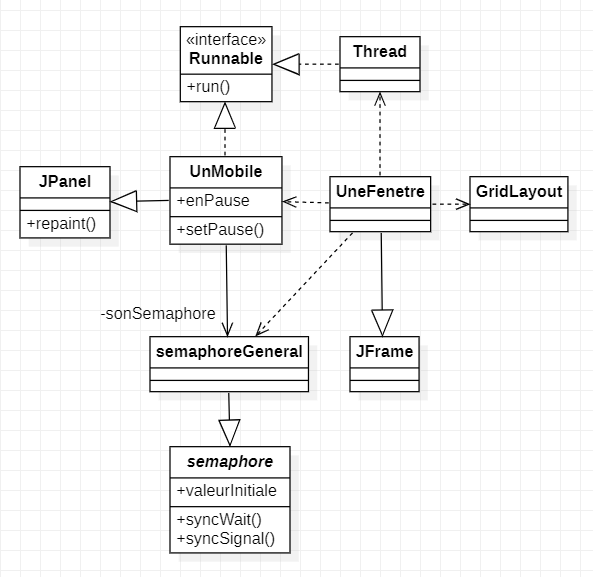 «interface»
Runnable
+run()
Thread
JPanel
+repaint()
UnMobile
+enPause
+setPause()
UneFenetre
GridLayout
-sonSemaphore
semaphoreGeneral
JFrame
semaphore
+valeurInitiale
+syncWait()
+syncSignal()